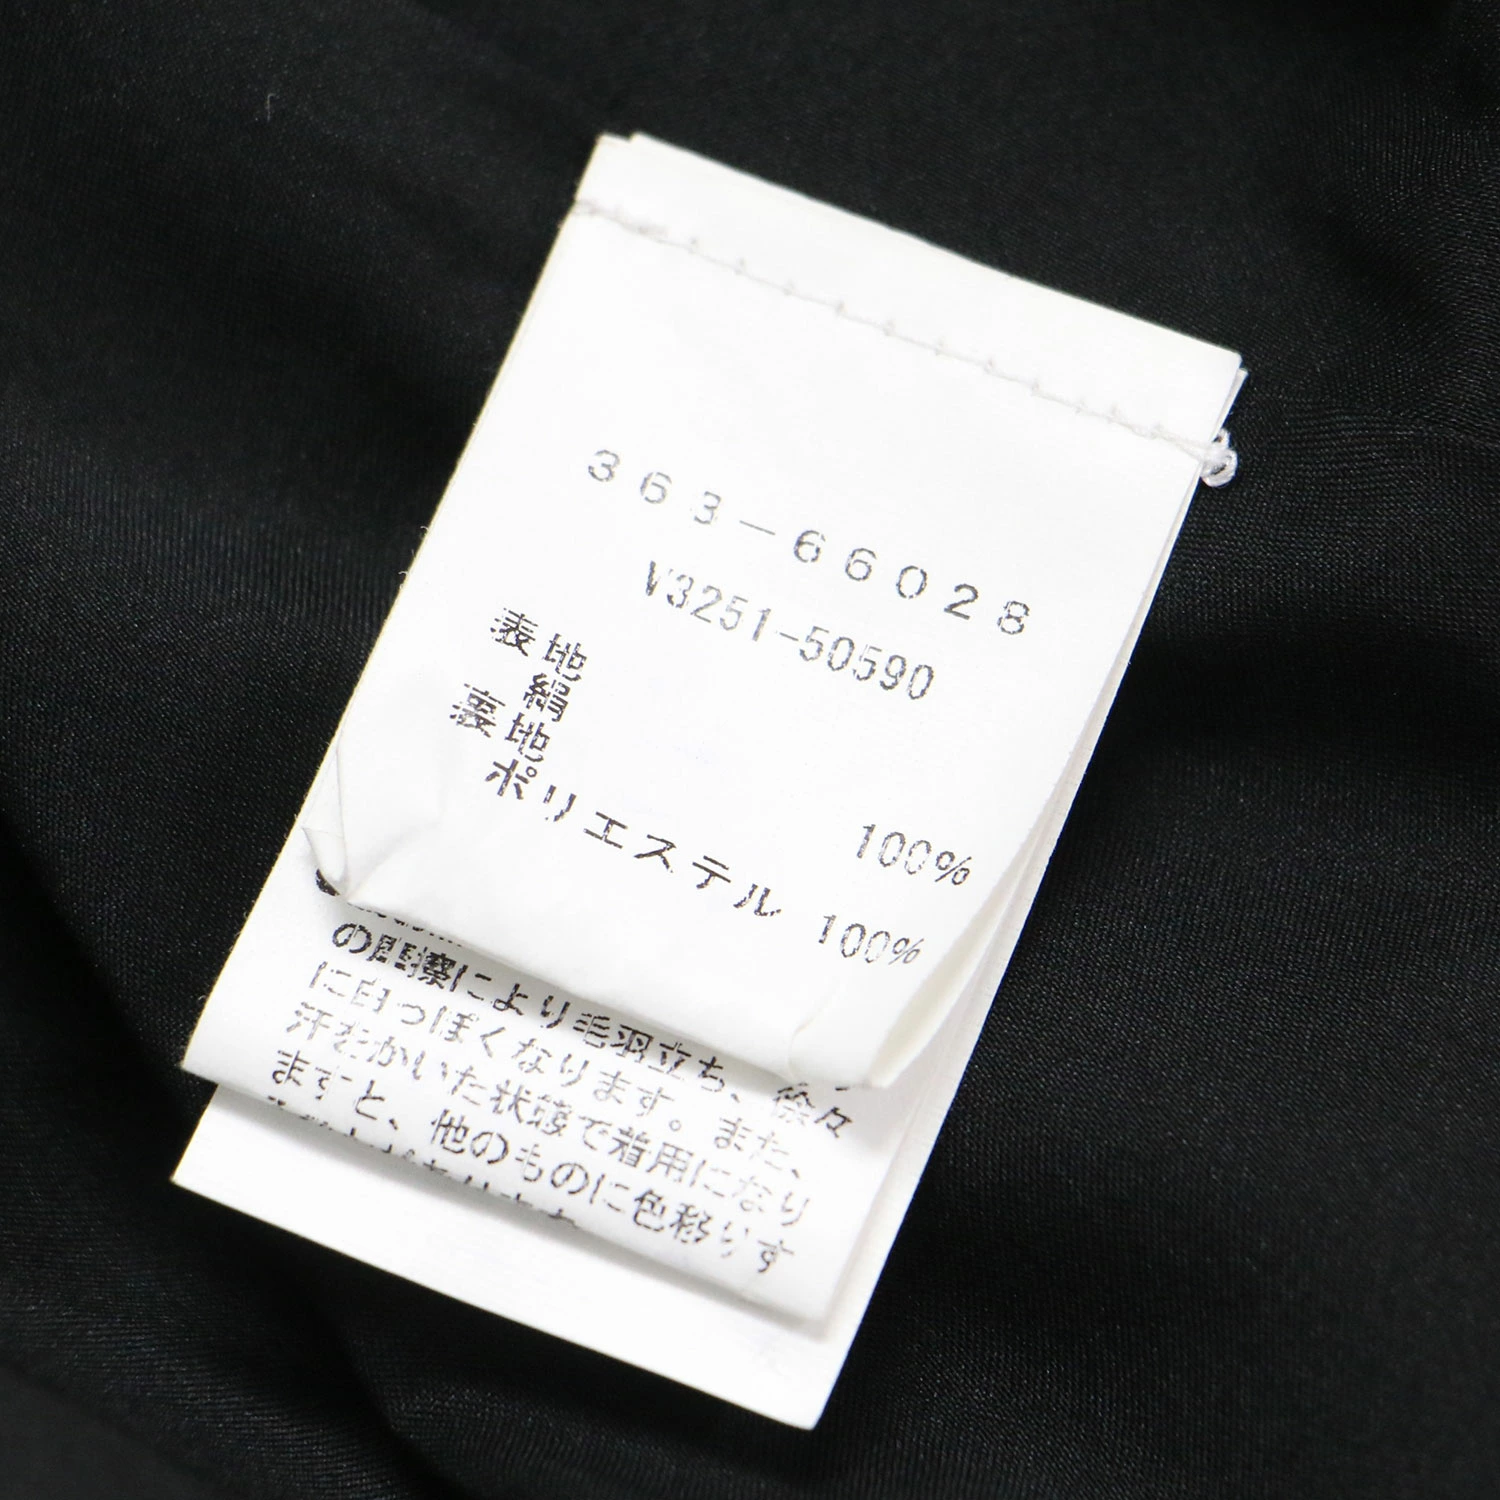 363-66028
V3251-50590
表地
絹 100%
裏地
ポリエステル 100%
の間擦により毛羽立ち、徐々
に白っぽくなります。また、
汗をかいた状態で着用になり
ますと、他のものに色移りす